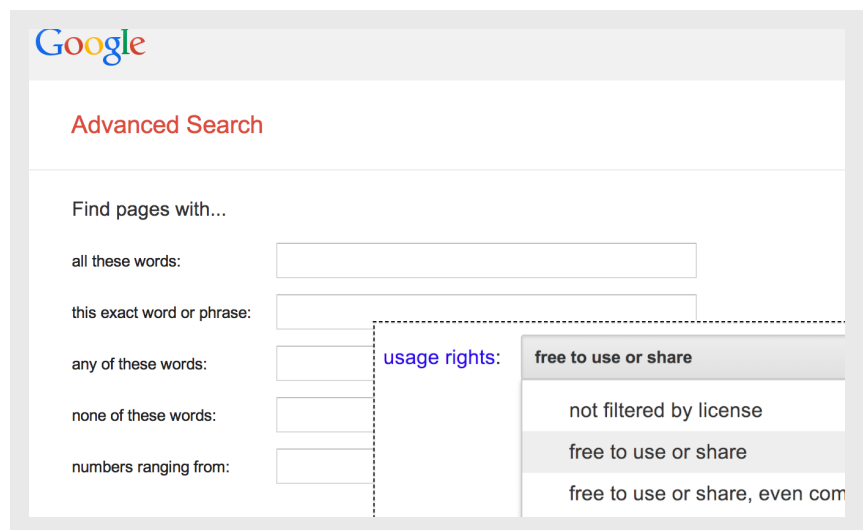 Google
Advanced Search
Find pages with...
all these words:
this exact word or phrase:
any of these words:
none of these words:
numbers ranging from:
usage rights:
free to use or share
not filtered by license
free to use or share
free to use or share, even com